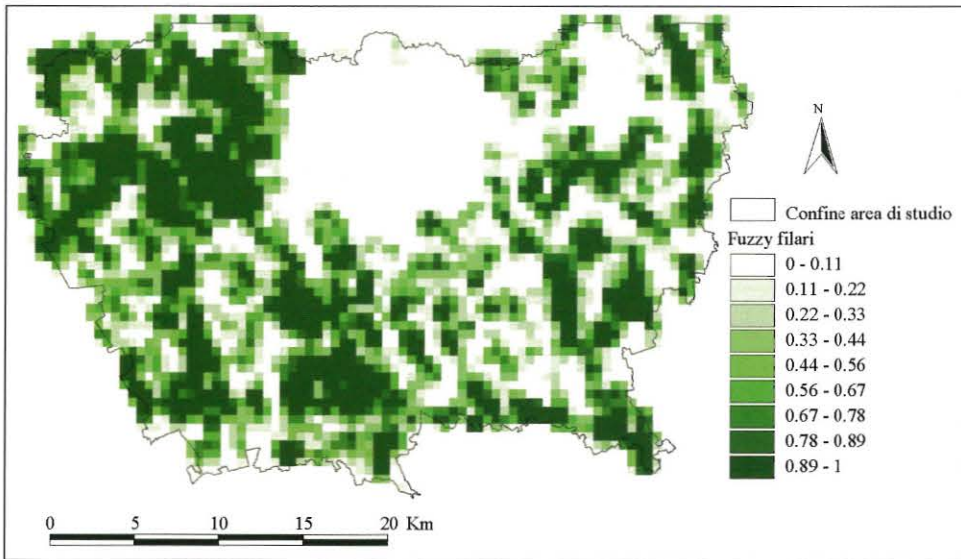 N
Confine area di studio
Fuzzy filari
0 - 0.11
0.11 - 0.22
0.22 - 0.33
0.33 - 0.44
0.44 - 0.56
0.56 - 0.67
0.67 - 0.78
0.78 - 0.89
0.89 - 1
0 5 10 15 20 Km